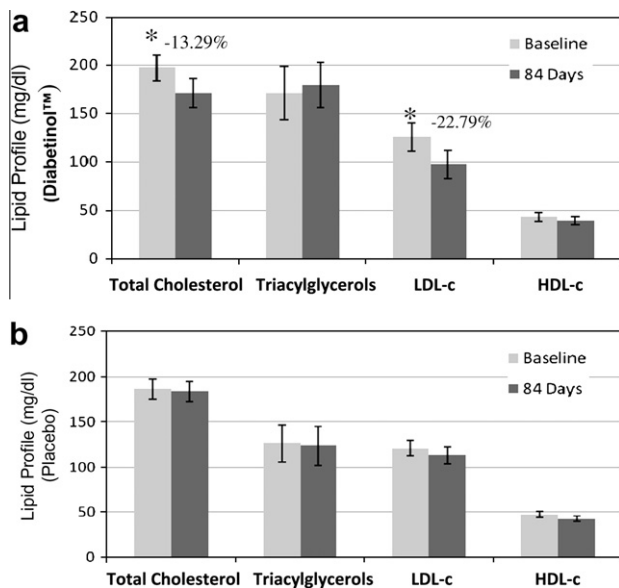 a
Lipid Profile (mg/dl)
(Diabetinol™)
250
200
150
100
50
0
* -13.29%
* -22.79%
Baseline
84 Days
Total Cholesterol Triacylglycerols LDL-c HDL-c
b
Lipid Profile (mg/dl)
(Placebo)
250
200
150
100
50
0
Baseline
84 Days
Total Cholesterol Triacylglycerols LDL-c HDL-c